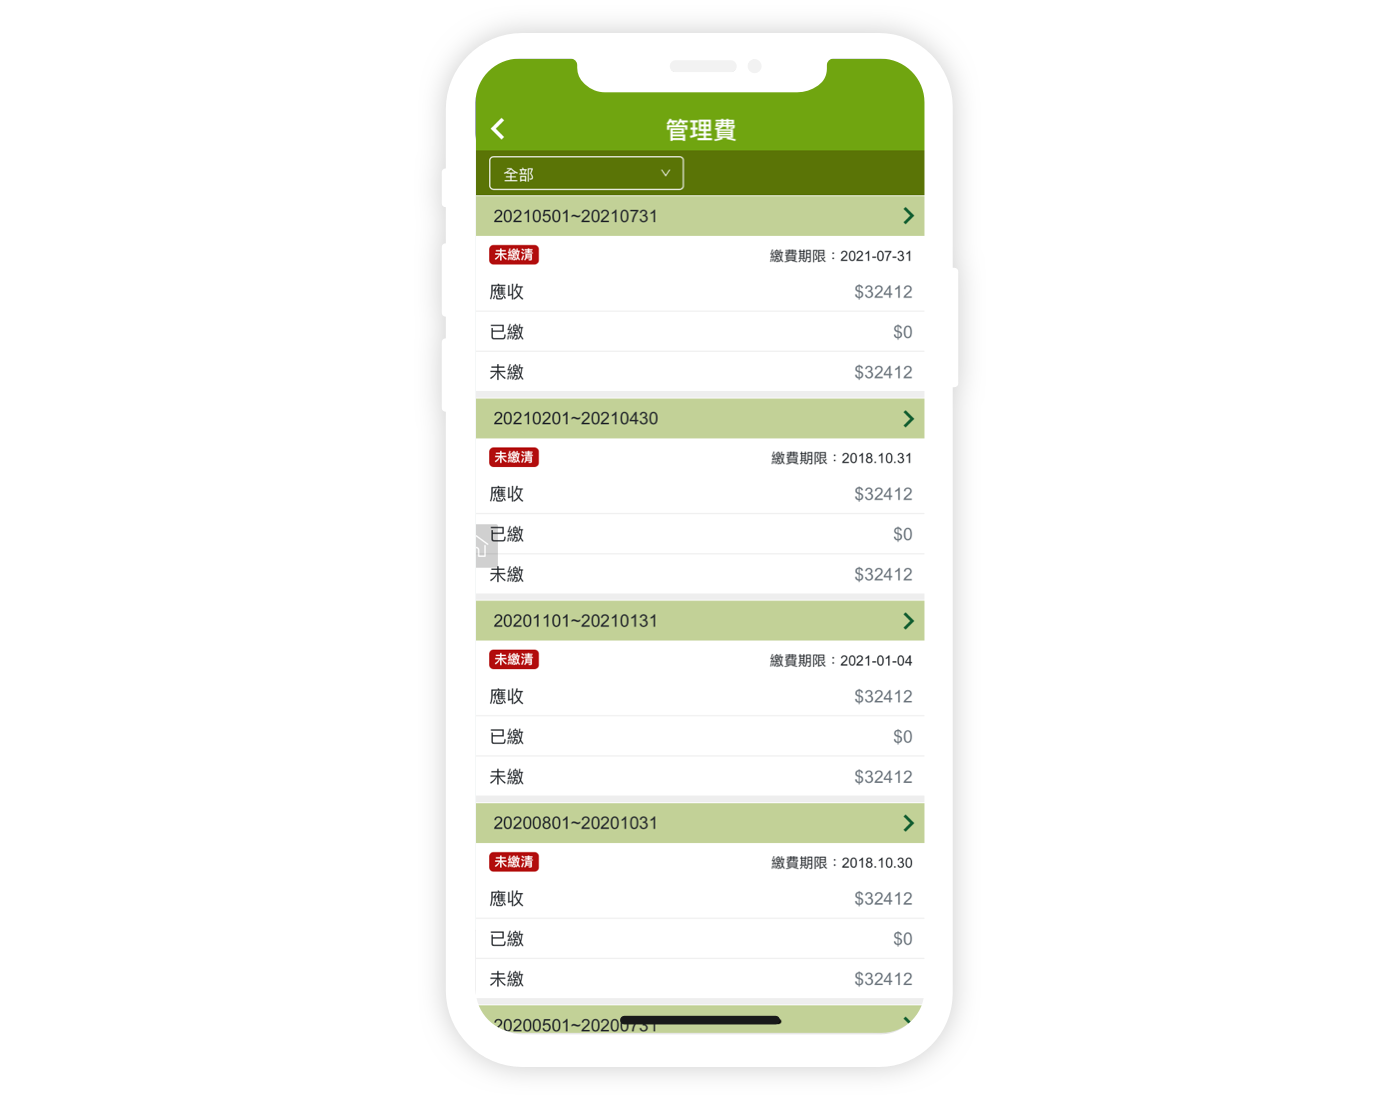 管理費
全部
20210501~20210731
未繳清 繳費期限：2021-07-31
應收 $32412
已繳 $0
未繳 $32412
20210201~20210430
未繳清 繳費期限：2018.10.31
應收 $32412
已繳 $0
未繳 $32412
20201101~20210131
未繳清 繳費期限：2021-01-04
應收 $32412
已繳 $0
未繳 $32412
20200801~20201031
未繳清 繳費期限：2018.10.30
應收 $32412
已繳 $0
未繳 $32412
20200501~20200731